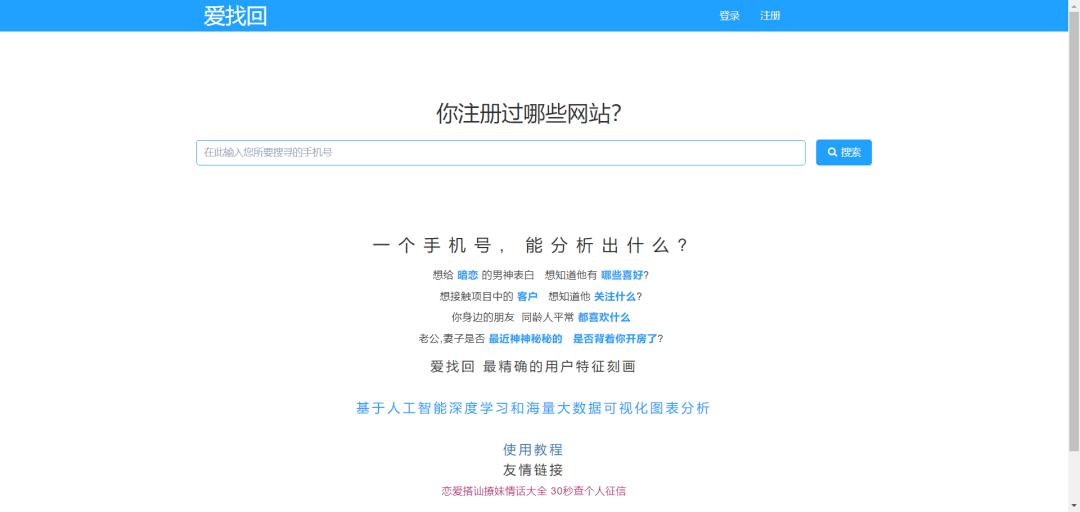 爱找回 登录 注册
你注册过哪些网站?
在此输入您所要搜寻的手机号 搜索
一个手机号, 能分析出什么?
想给 暗恋 的男神表白 想知道他有 哪些喜好?
想接触项目中的 客户 想知道他 关注什么?
你身边的朋友 同龄人平常 都喜欢什么
老公,妻子是否 最近神神秘秘的 是否背着你开房了?
爱找回 最精确的用户特征刻画
基于人工智能深度学习和海量大数据可视化图表分析
使用教程
友情链接
恋爱搭讪撩妹情话大全 30秒查个人征信